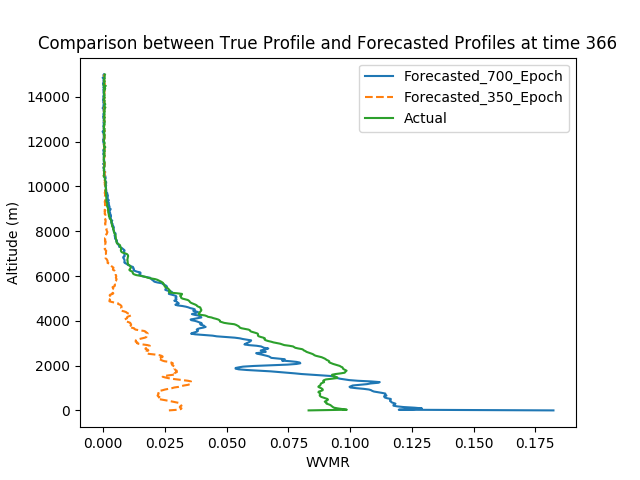 Comparison between True Profile and Forecasted Profiles at time 366
Forecasted_700_Epoch
Forecasted_350_Epoch
Actual
Altitude (m)
14000
12000
10000
8000
6000
4000
2000
0
0.000 0.025 0.050 0.075 0.100 0.125 0.150 0.175
WVMR